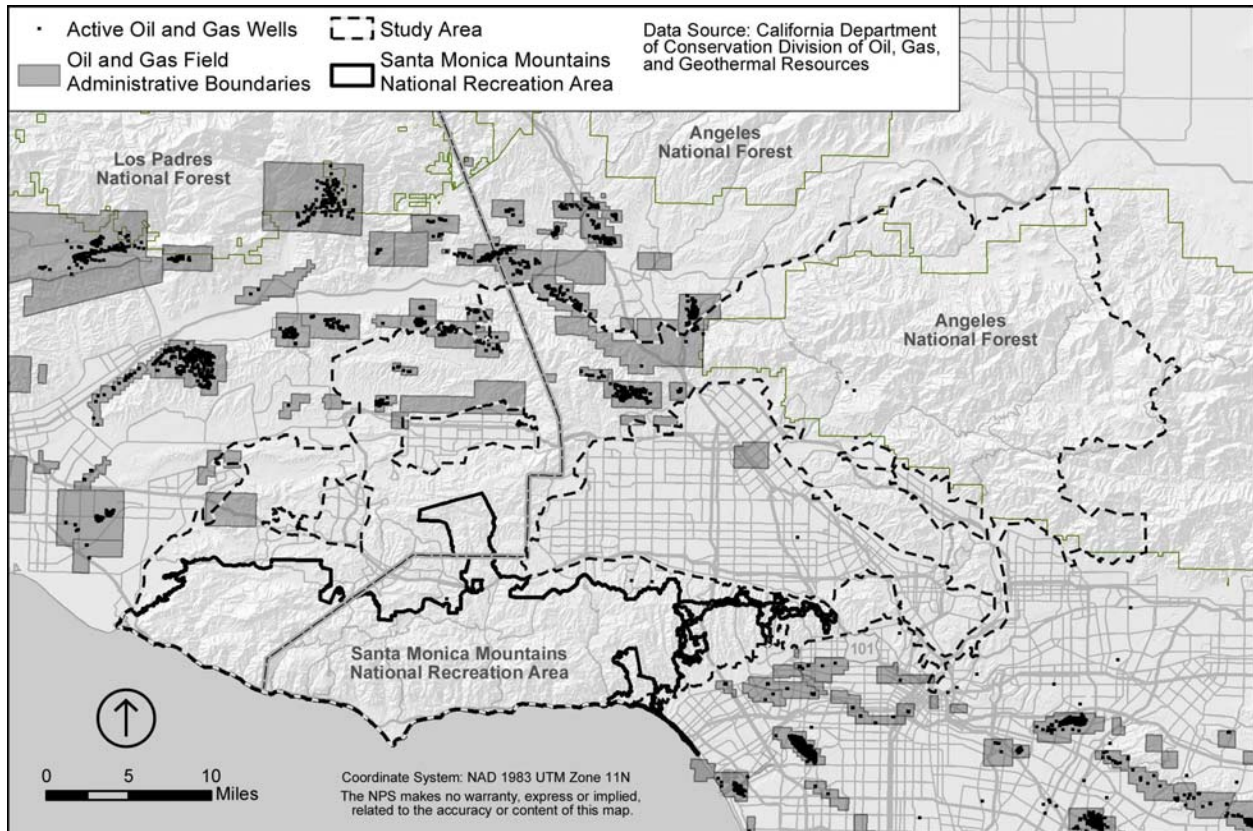 Active Oil and Gas Wells
Oil and Gas Field
Administrative Boundaries
Study Area
Santa Monica Mountains
National Recreation Area
Data Source: California Department
of Conservation Division of Oil, Gas,
and Geothermal Resources
Los Padres
National Forest
Angeles
National Forest
Angeles
National Forest
Santa Monica Mountains
National Recreation Area
101
0 5 10
Miles
Coordinate System: NAD 1983 UTM Zone 11N
The NPS makes no warranty, express or implied,
related to the accuracy or content of this map.